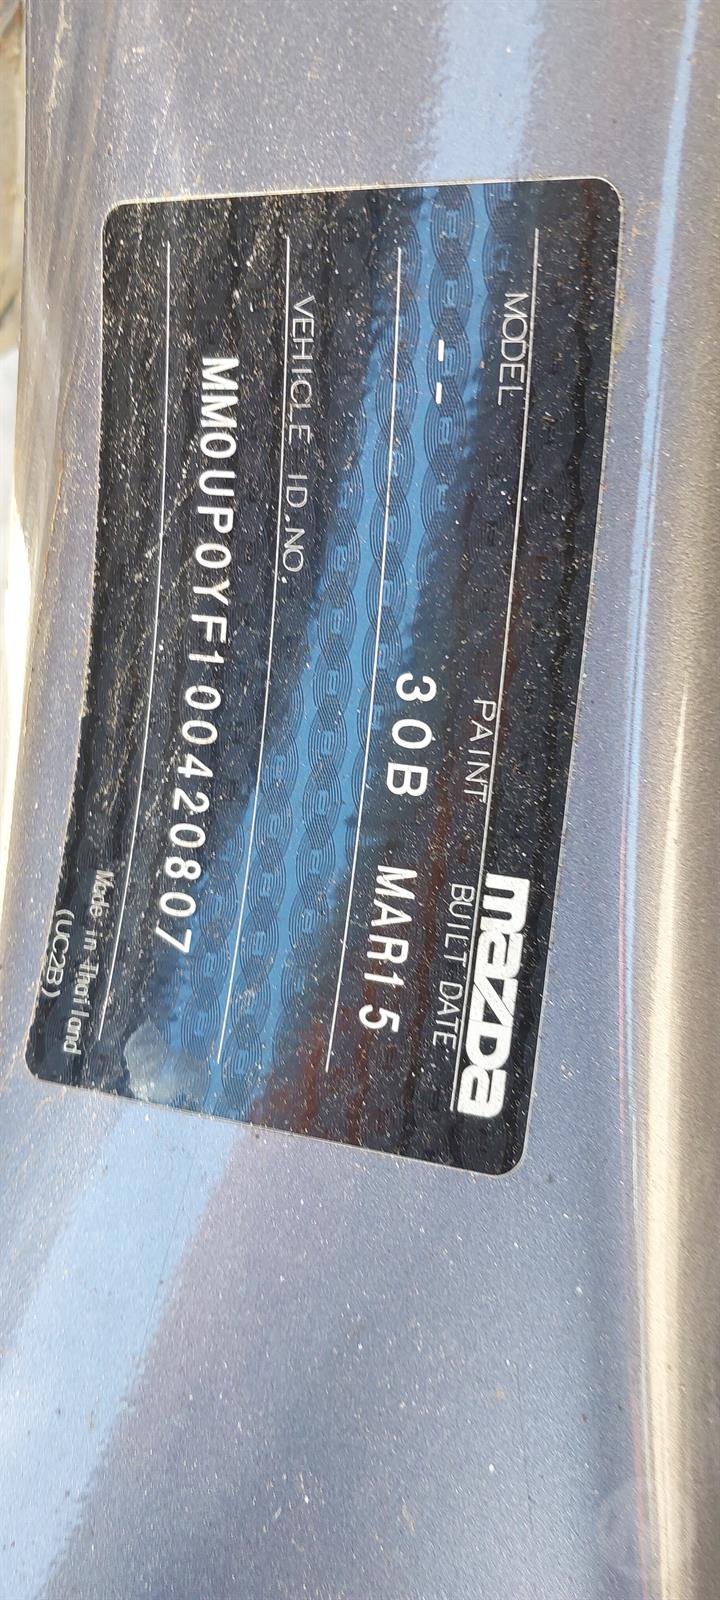 mazda
MODEL PAINT BUILT DATE
-- 30B MAR15
VEHICLE ID.NO.
MM0UP0YF100420807
Made in Thailand
(UC2B)